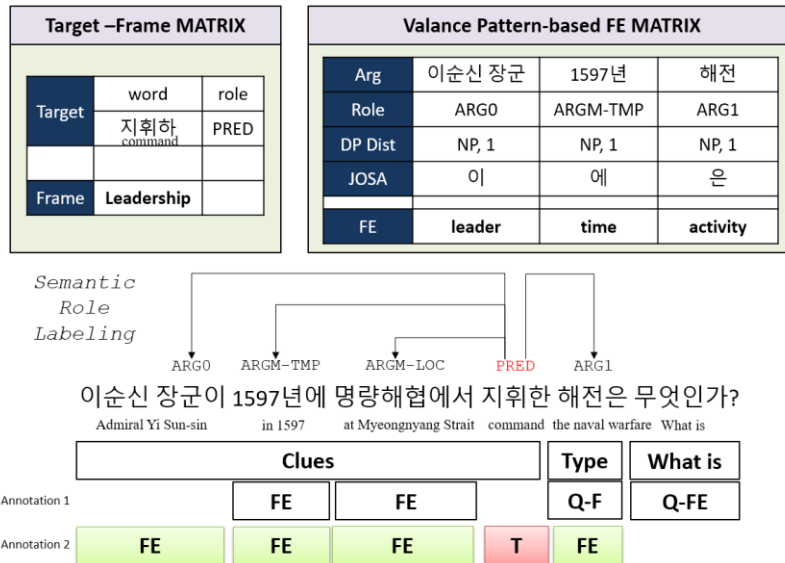 Target –Frame MATRIX
Target word role
지휘하 PRED
command
Frame Leadership
Valance Pattern-based FE MATRIX
Arg 이순신 장군 1597년 해전
Role ARG0 ARGM-TMP ARG1
DP Dist NP, 1 NP, 1 NP, 1
JOSA 이 에 은
FE leader time activity
Semantic
Role
Labeling
ARG0 ARGM-TMP ARGM-LOC PRED ARG1
이순신 장군이 1597년에 명량해협에서 지휘한 해전은 무엇인가?
Admiral Yi Sun-sin in 1597 at Myeongnyang Strait command the naval warfare What is
Clues Type What is
Annotation 1 FE FE Q-F Q-FE
Annotation 2 FE FE FE T FE